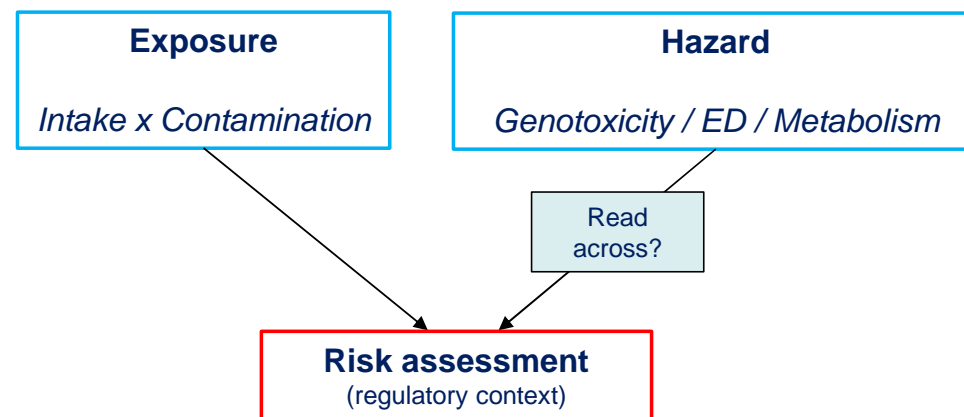 Exposure
Intake x Contamination
Hazard
Genotoxicity / ED / Metabolism
Read
across?
Risk assessment
(regulatory context)